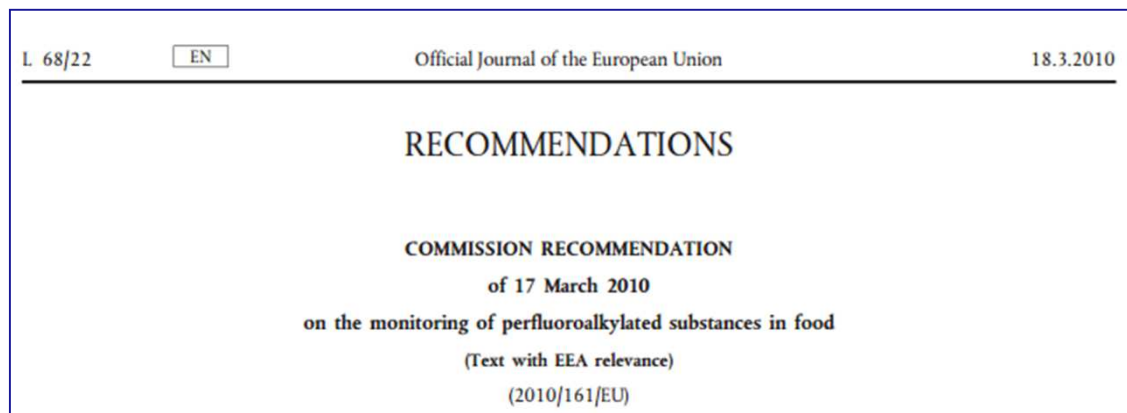 L 68/22 EN Official Journal of the European Union 18.3.2010
RECOMMENDATIONS
COMMISSION RECOMMENDATION
of 17 March 2010
on the monitoring of perfluoroalkylated substances in food
(Text with EEA relevance)
(2010/161/EU)